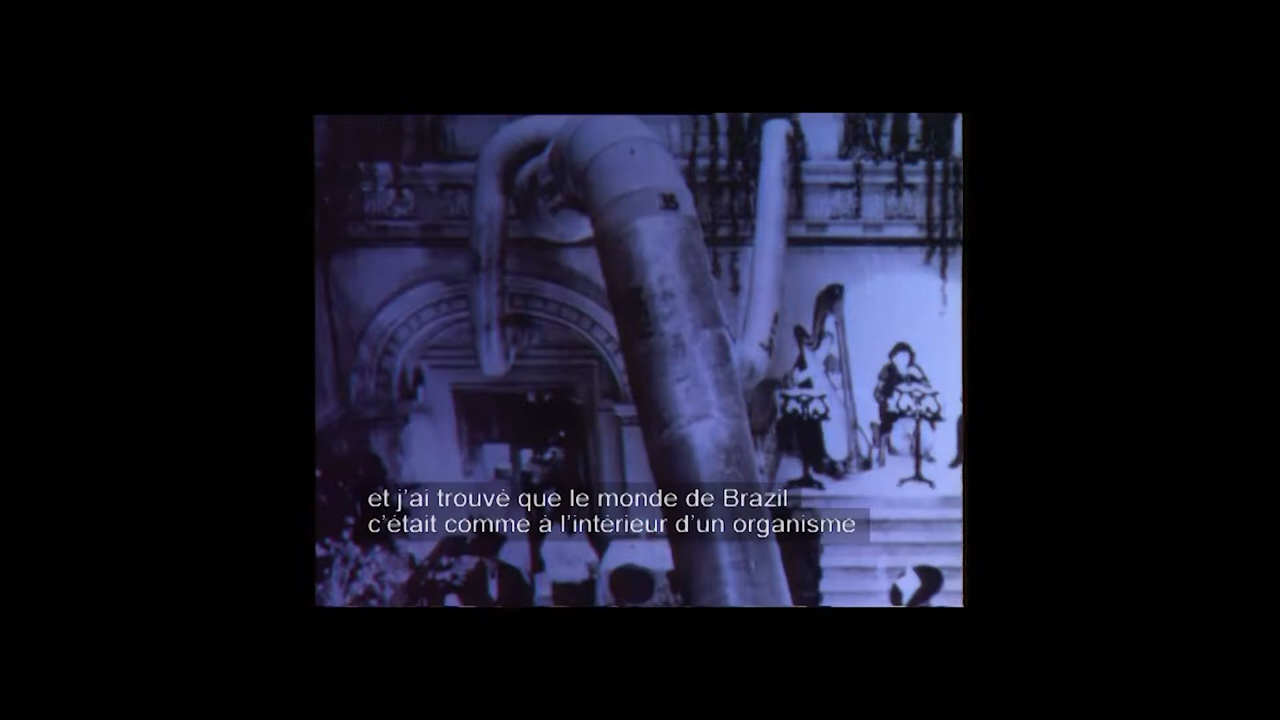 et j'ai trouvé que le monde de Brazil
c'était comme à l'intérieur d'un organisme